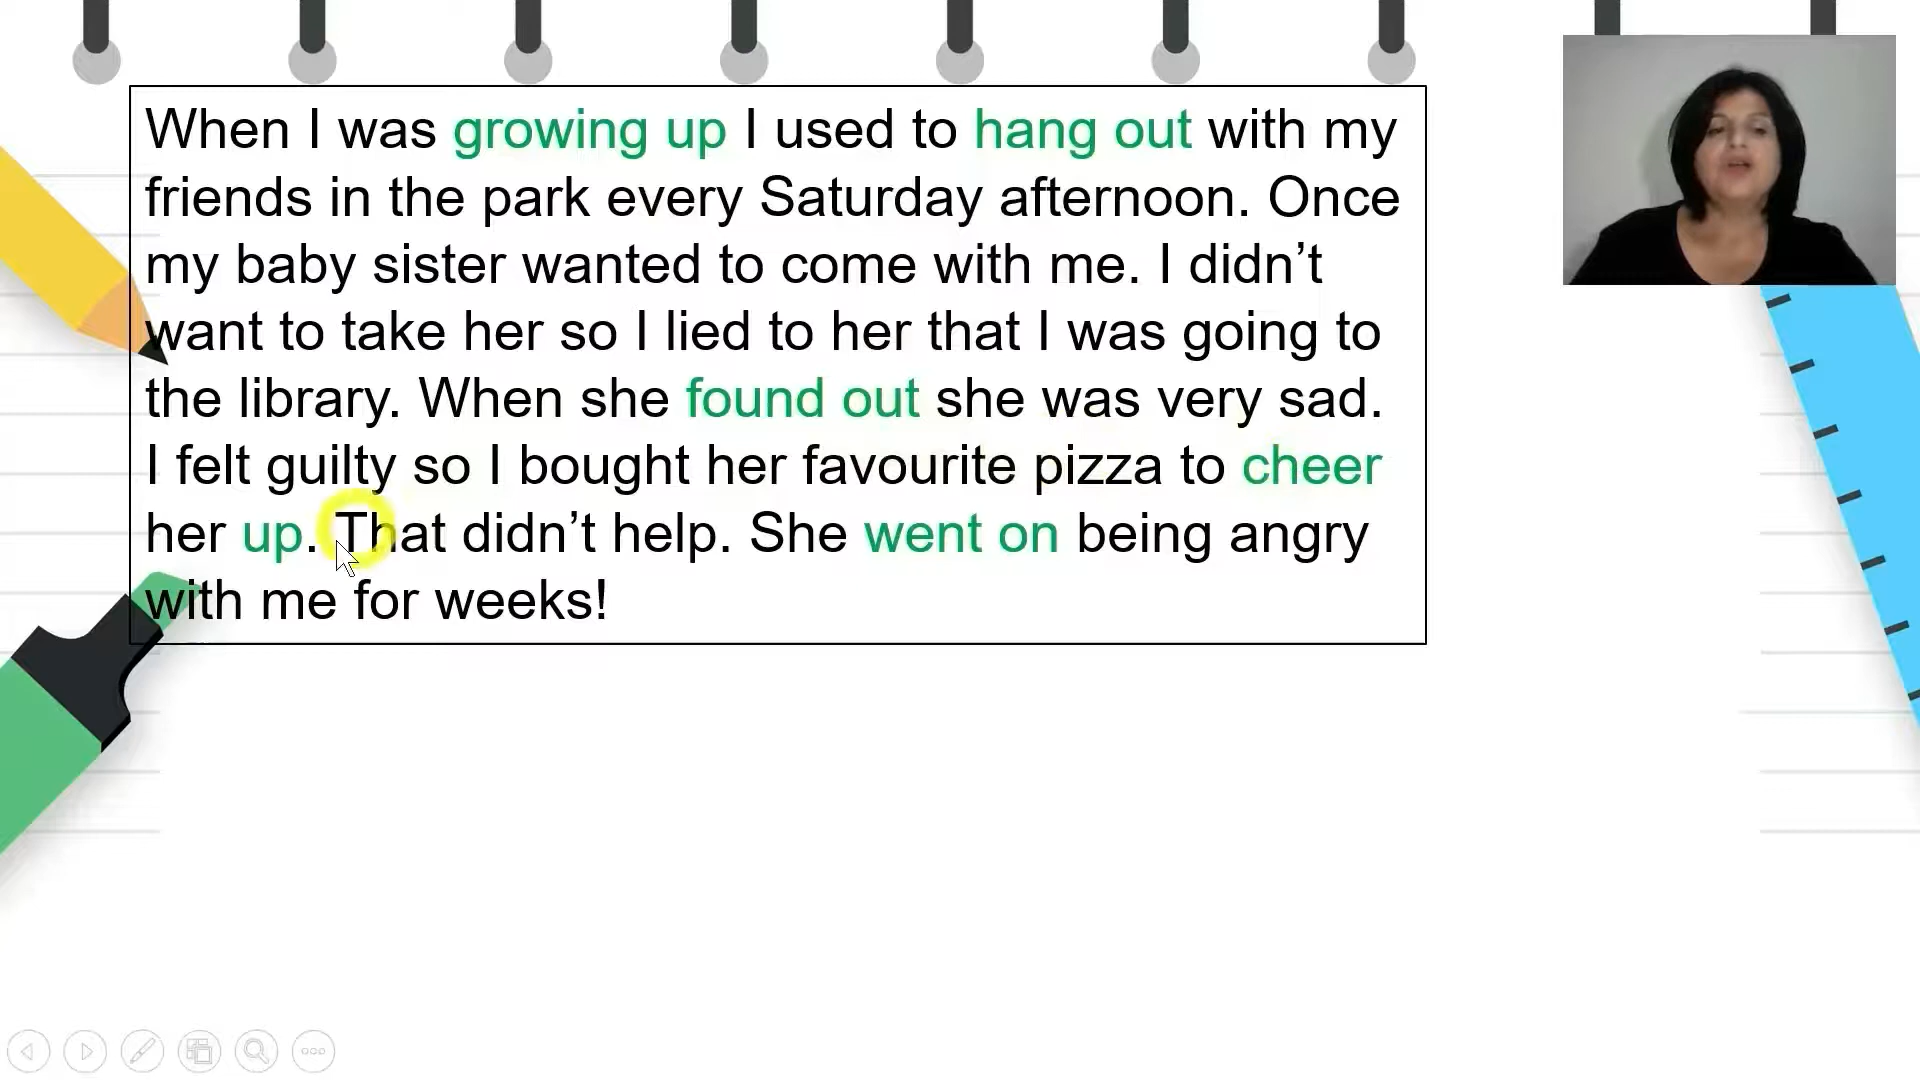 When I was growing up I used to hang out with my
friends in the park every Saturday afternoon. Once
my baby sister wanted to come with me. I didn’t
want to take her so I lied to her that I was going to
the library. When she found out she was very sad.
I felt guilty so I bought her favourite pizza to cheer
her up. That didn’t help. She went on being angry
with me for weeks!